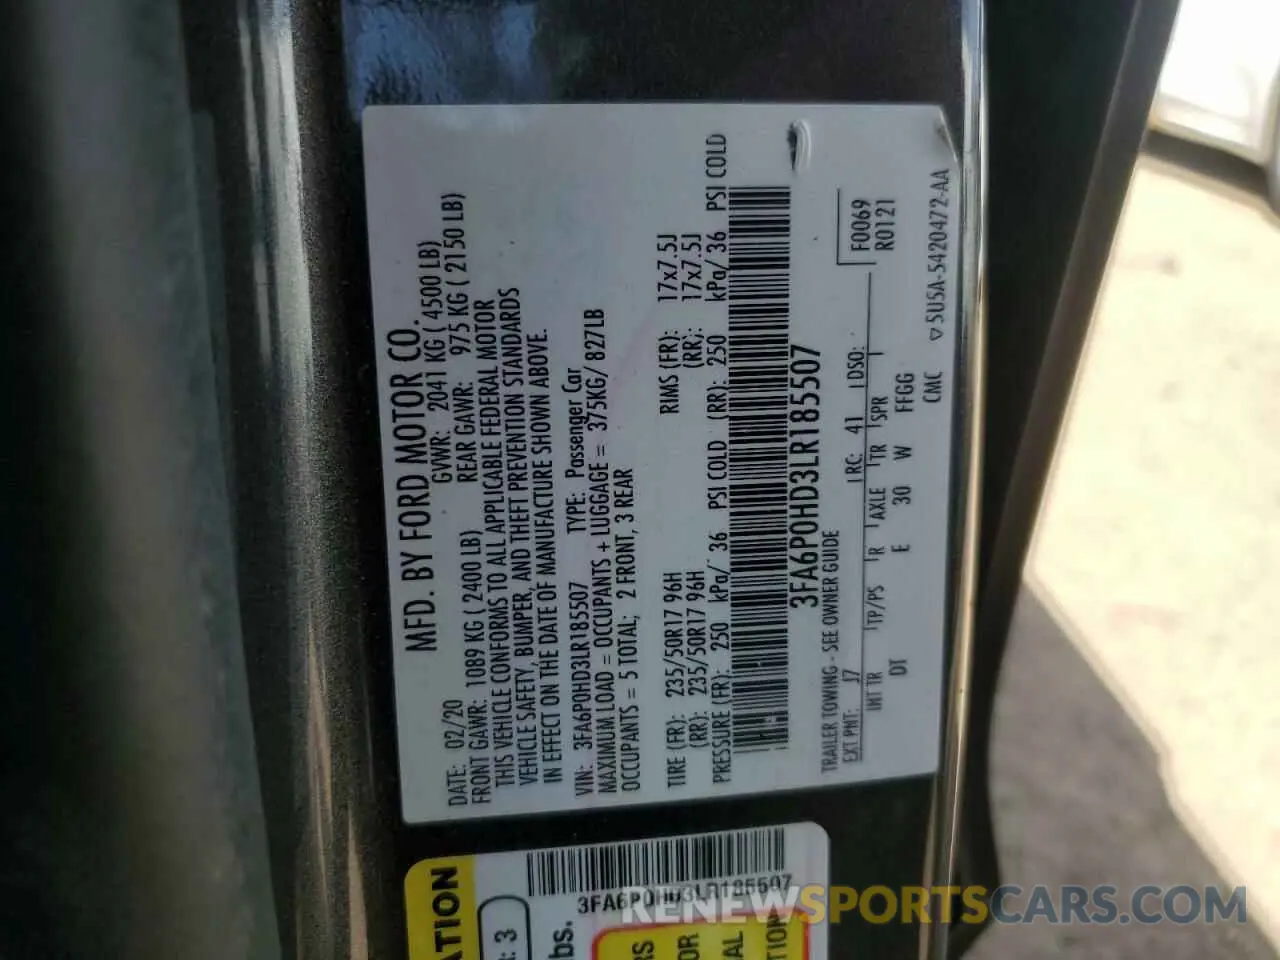 MFD. BY FORD MOTOR CO.
DATE: 02/20 GVWR: 2041 KG ( 4500 LB)
FRONT GAWR: 1089 KG ( 2400 LB) REAR GAWR: 975 KG ( 2150 LB)
THIS VEHICLE CONFORMS TO ALL APPLICABLE FEDERAL MOTOR
VEHICLE SAFETY, BUMPER, AND THEFT PREVENTION STANDARDS
IN EFFECT ON THE DATE OF MANUFACTURE SHOWN ABOVE.
VIN: 3FA6P0HD3LR185507 TYPE: Passenger Car
MAXIMUM LOAD = OCCUPANTS + LUGGAGE = 375KG/ 827LB
OCCUPANTS = 5 TOTAL; 2 FRONT, 3 REAR
TIRE (FR): 235/50R17 96H RIMS (FR): 17x7.5J
(RR): 235/50R17 96H (RR): 17x7.5J
PRESSURE (FR): 250 kPa/ 36 PSI COLD (RR): 250 kPa/ 36 PSI COLD
3FA6P0HD3LR185507
TRAILER TOWING - SEE OWNER GUIDE
EXT PNT: J7 RC: 41 DSO: F0069
R0121
INT TR TP/PS R AXLE TR SPR
DT E 30 W FFGG
CMC ▽ 5U5A-5420472-AA
3FA6P0HD3LR185507
: 3
bs.
RENEWSPORTSCARS.COM